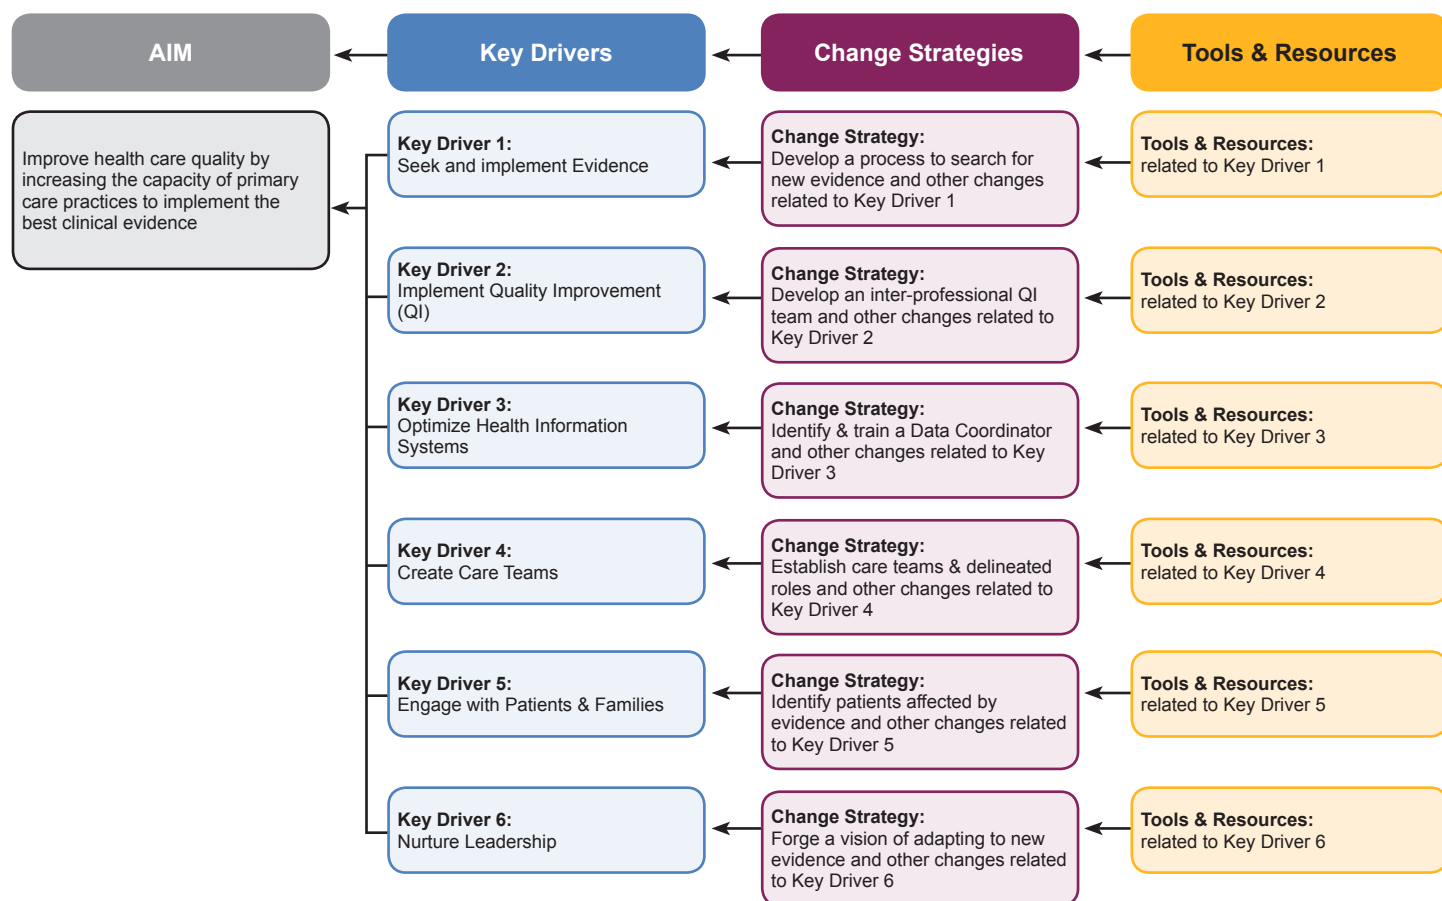 AIM
Key Drivers
Change Strategies
Tools & Resources
Improve health care quality by
increasing the capacity of primary
care practices to implement the
best clinical evidence
Key Driver 1:
Seek and implement Evidence
Change Strategy:
Develop a process to search for
new evidence and other changes
related to Key Driver 1
Tools & Resources:
related to Key Driver 1
Key Driver 2:
Implement Quality Improvement
(QI)
Change Strategy:
Develop an inter-professional QI
team and other changes related to
Key Driver 2
Tools & Resources:
related to Key Driver 2
Key Driver 3:
Optimize Health Information
Systems
Change Strategy:
Identify & train a Data Coordinator
and other changes related to Key
Driver 3
Tools & Resources:
related to Key Driver 3
Key Driver 4:
Create Care Teams
Change Strategy:
Establish care teams & delineated
roles and other changes related to
Key Driver 4
Tools & Resources:
related to Key Driver 4
Key Driver 5:
Engage with Patients & Families
Change Strategy:
Identify patients affected by
evidence and other changes related
to Key Driver 5
Tools & Resources:
related to Key Driver 5
Key Driver 6:
Nurture Leadership
Change Strategy:
Forge a vision of adapting to new
evidence and other changes related
to Key Driver 6
Tools & Resources:
related to Key Driver 6